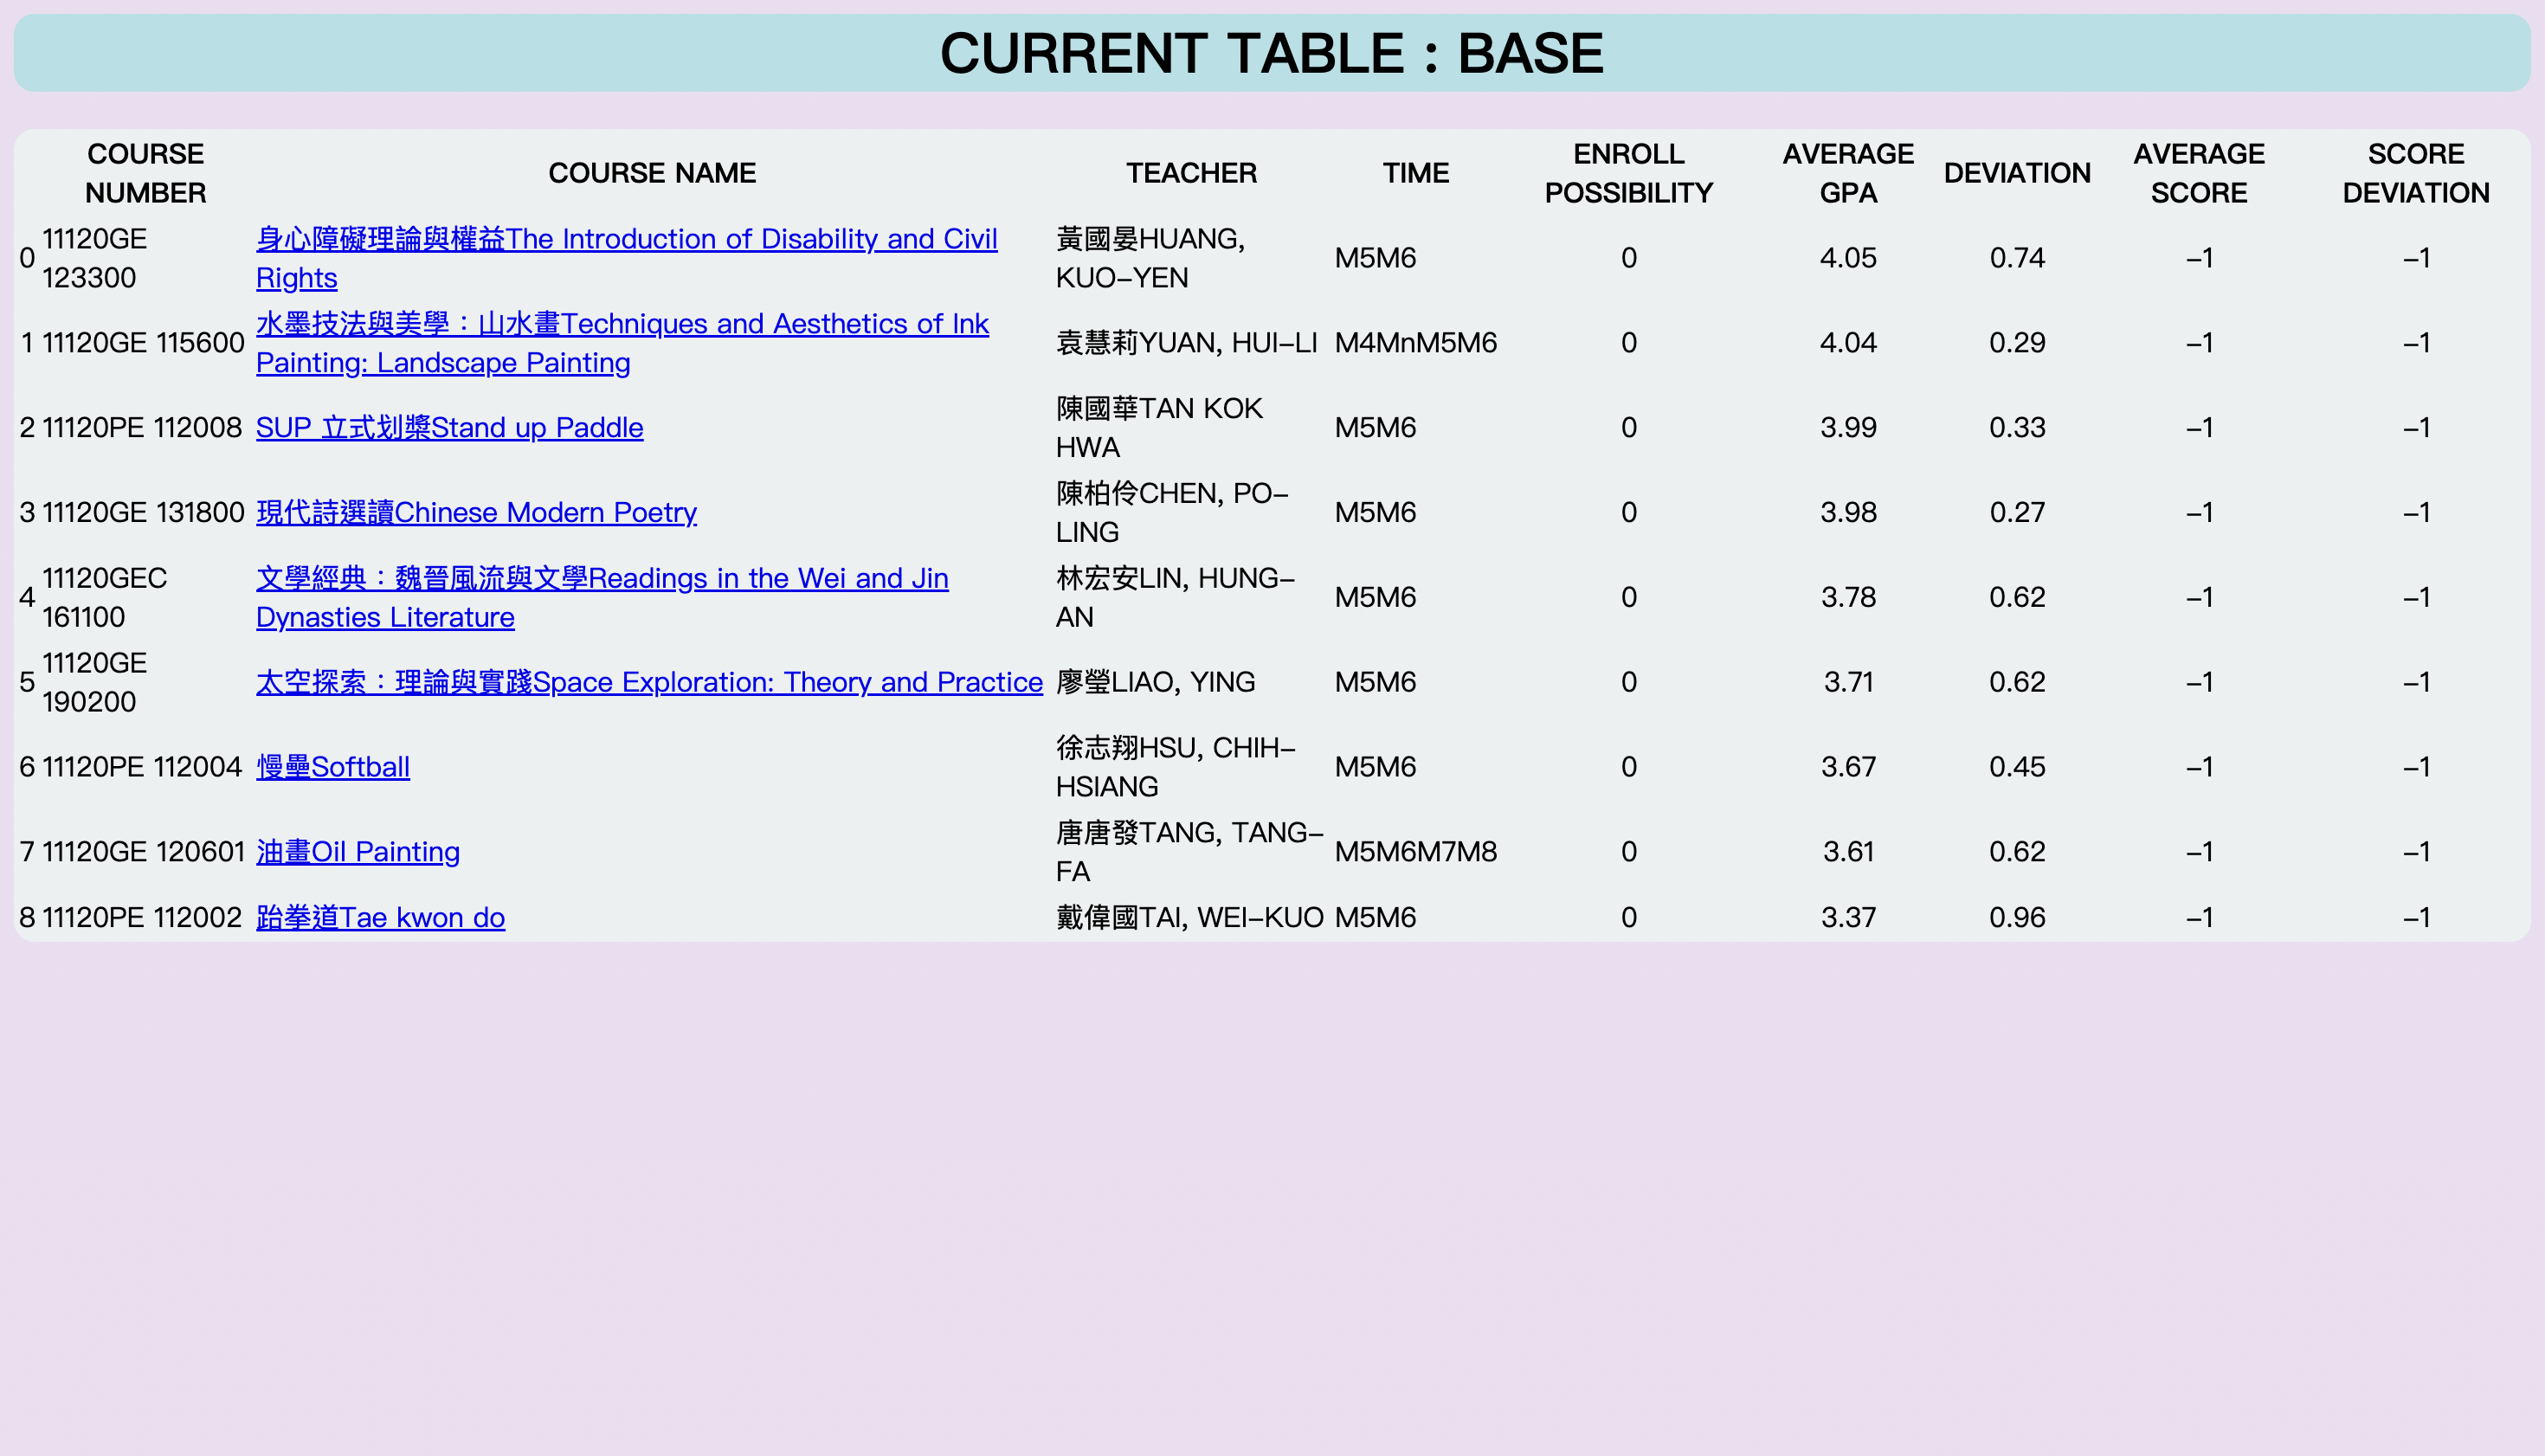 CURRENT TABLE : BASE
COURSE NUMBER COURSE NAME TEACHER TIME ENROLL POSSIBILITY AVERAGE GPA DEVIATION AVERAGE SCORE SCORE DEVIATION
0 11120GE 123300 身心障礙理論與權益The Introduction of Disability and Civil Rights 黃國晏HUANG, KUO-YEN M5M6 0 4.05 0.74 -1 -1
1 11120GE 115600 水墨技法與美學：山水畫Techniques and Aesthetics of Ink Painting: Landscape Painting 袁慧莉YUAN, HUI-LI M4MnM5M6 0 4.04 0.29 -1 -1
2 11120PE 112008 SUP 立式划槳Stand up Paddle 陳國華TAN KOK HWA M5M6 0 3.99 0.33 -1 -1
3 11120GE 131800 現代詩選讀Chinese Modern Poetry 陳柏伶CHEN, PO-LING M5M6 0 3.98 0.27 -1 -1
4 11120GEC 161100 文學經典：魏晉風流與文學Readings in the Wei and Jin Dynasties Literature 林宏安LIN, HUNG-AN M5M6 0 3.78 0.62 -1 -1
5 11120GE 190200 太空探索：理論與實踐Space Exploration: Theory and Practice 廖瑩LIAO, YING M5M6 0 3.71 0.62 -1 -1
6 11120PE 112004 慢壘Softball 徐志翔HSU, CHIH-HSIANG M5M6 0 3.67 0.45 -1 -1
7 11120GE 120601 油畫Oil Painting 唐唐發TANG, TANG-FA M5M6M7M8 0 3.61 0.62 -1 -1
8 11120PE 112002 跆拳道Tae kwon do 戴偉國TAI, WEI-KUO M5M6 0 3.37 0.96 -1 -1